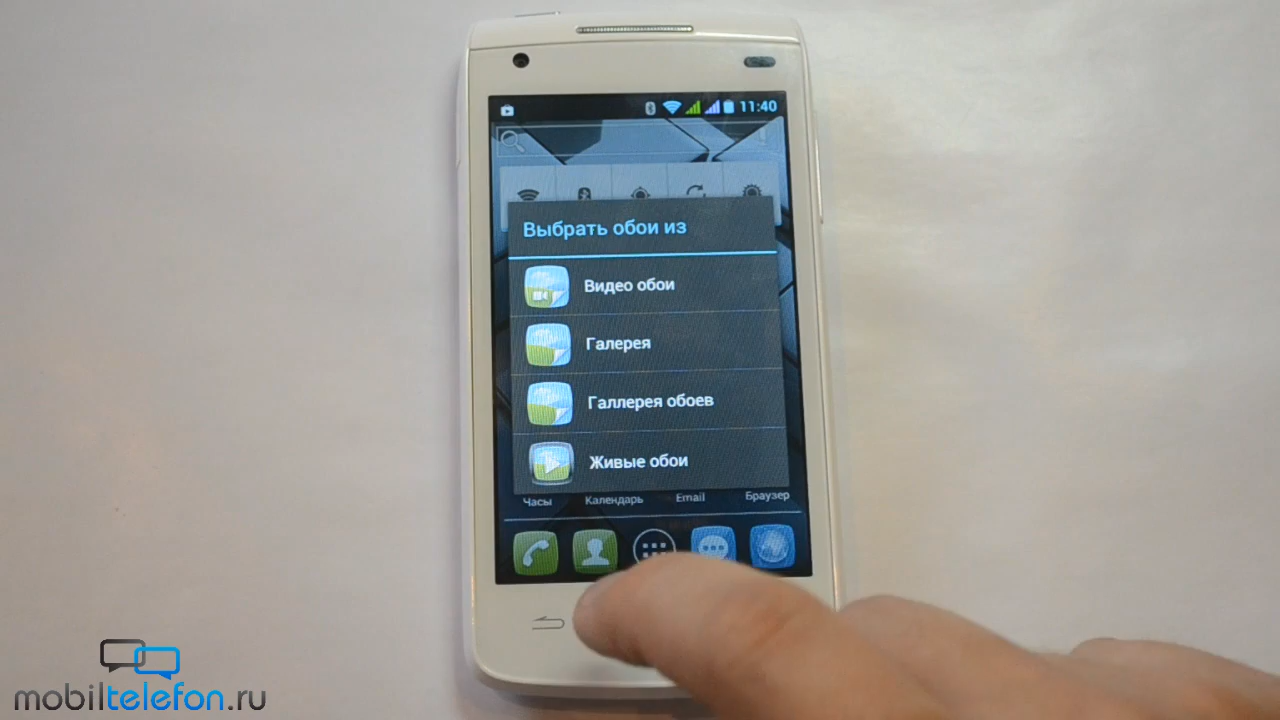 11:40
Выбрать обои из
Видео обои
Галерея
Галлерея обоев
Живые обои
Часы Календарь Email Браузер
mobiltelefon.ru